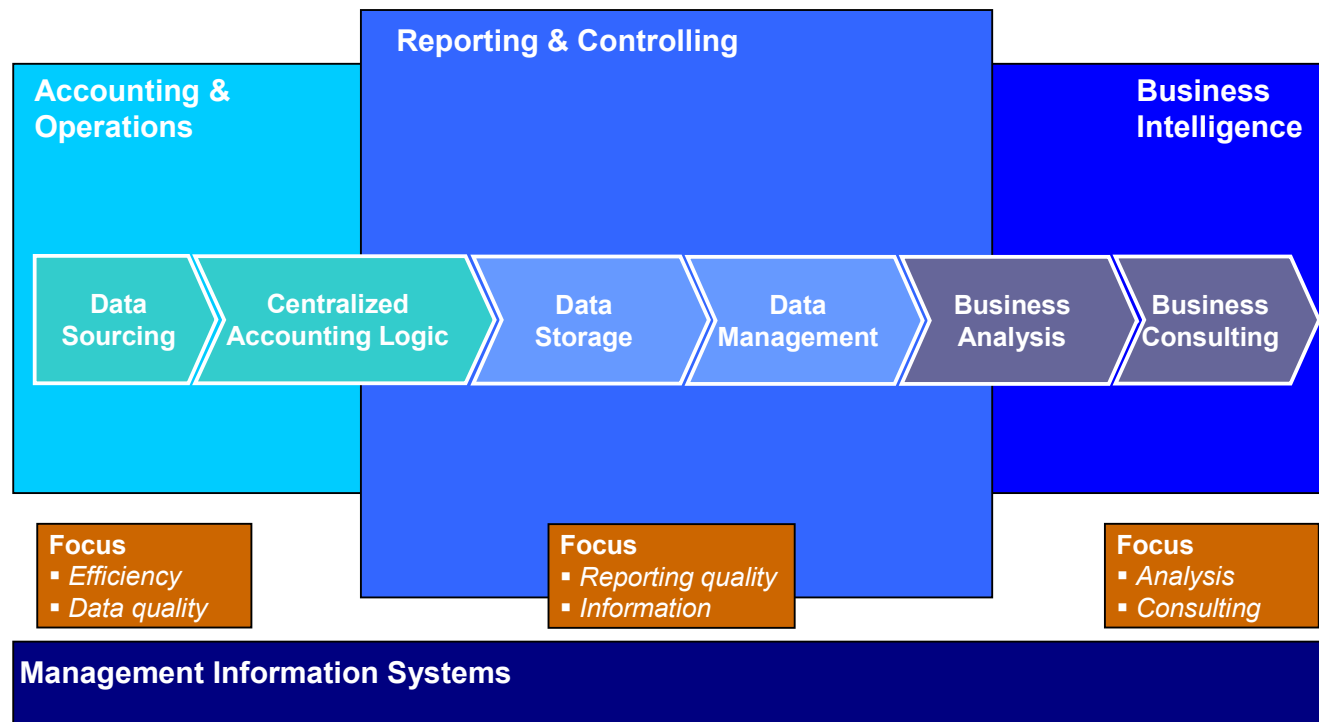 Reporting & Controlling
Accounting &
Operations
Business
Intelligence
Data
Sourcing
Centralized
Accounting Logic
Data
Storage
Data
Management
Business
Analysis
Business
Consulting
Focus
▪ Efficiency
▪ Data quality
Focus
▪ Reporting quality
▪ Information
Focus
▪ Analysis
▪ Consulting
Management Information Systems